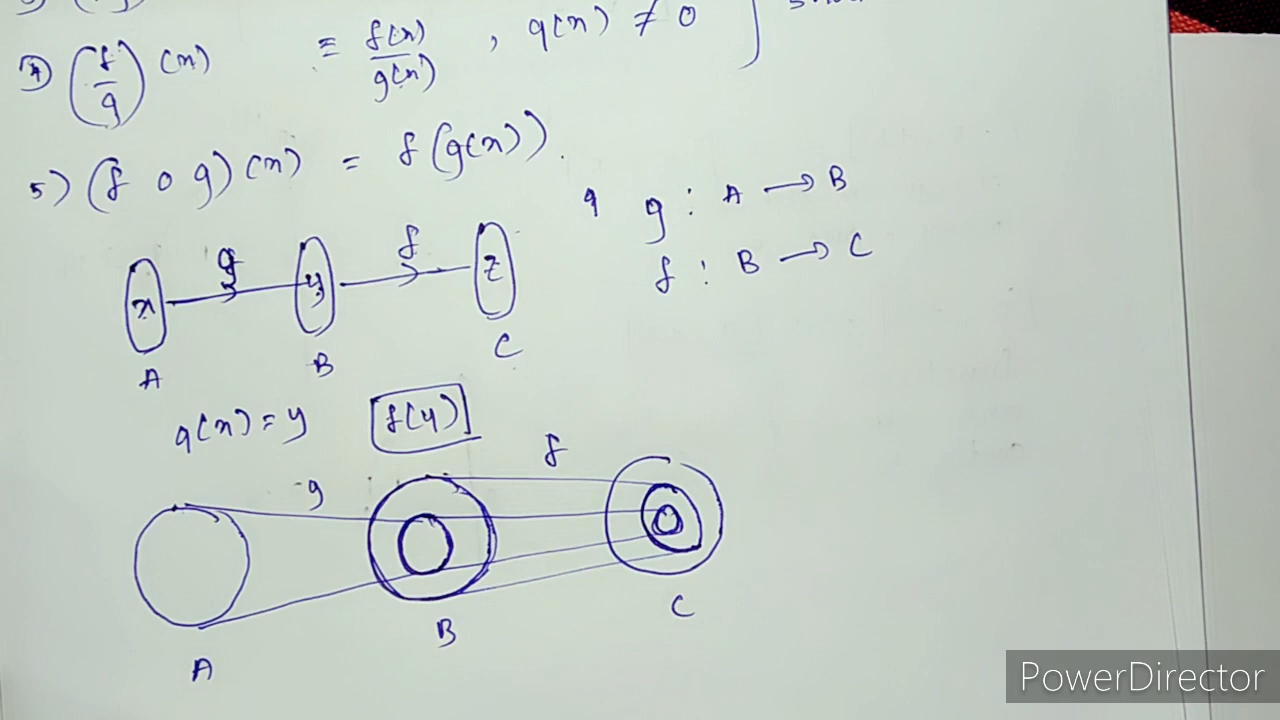 4) (f/g)(x) = f(x)/g(x) , g(x) ≠ 0
5) (f o g)(x) = f(g(x)).
g : A → B
f : B → C
g f
x y z
A B C
g(x) = y f(y)
g f
A B C
PowerDirector